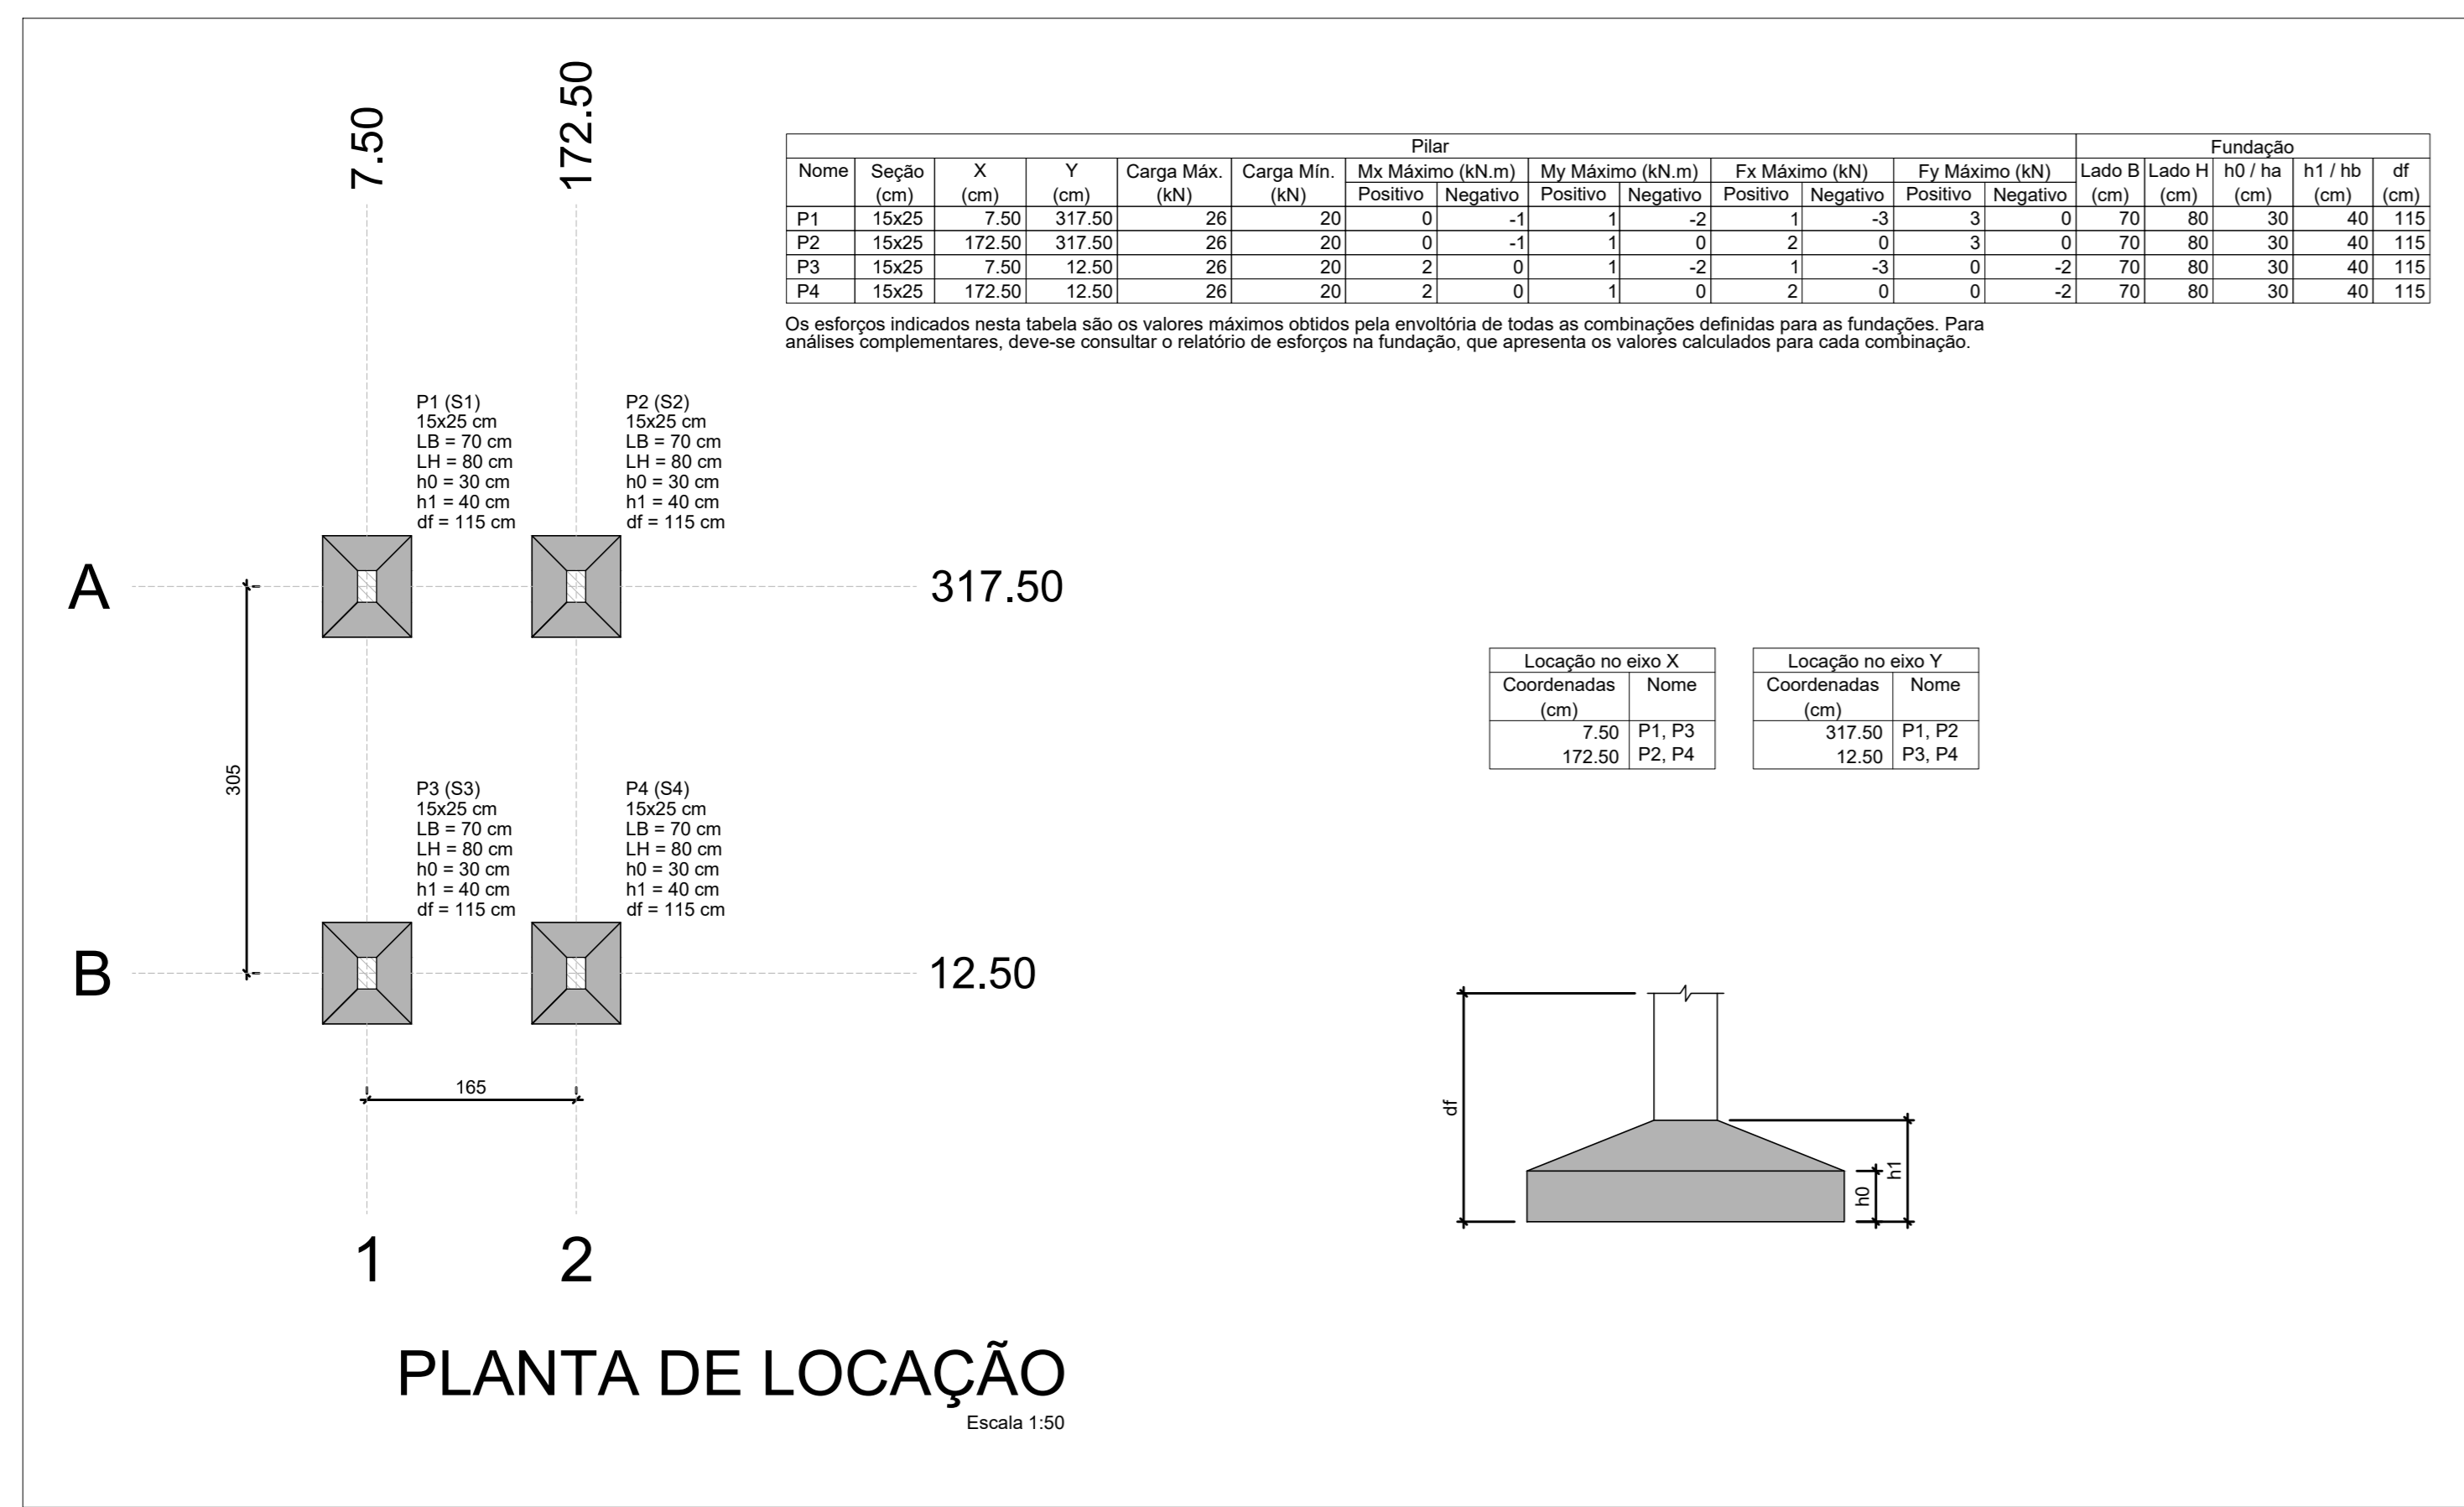 7.50
172.50
Pilar Fundação
Nome Seção X Y Carga Máx. Carga Mín. Mx Máximo (kN.m) My Máximo (kN.m) Fx Máximo (kN) Fy Máximo (kN) Lado B Lado H h0 / ha h1 / hb df
(cm) (cm) (cm) (kN) (kN) Positivo Negativo Positivo Negativo Positivo Negativo Positivo Negativo (cm) (cm) (cm) (cm) (cm)
P1 15x25 7.50 317.50 26 20 0 -1 1 -2 1 -3 3 0 70 80 30 40 115
P2 15x25 172.50 317.50 26 20 0 -1 1 0 2 0 3 0 70 80 30 40 115
P3 15x25 7.50 12.50 26 20 2 0 1 -2 1 -3 0 -2 70 80 30 40 115
P4 15x25 172.50 12.50 26 20 2 0 1 0 2 0 0 -2 70 80 30 40 115
Os esforços indicados nesta tabela são os valores máximos obtidos pela envoltória de todas as combinações definidas para as fundações. Para
análises complementares, deve-se consultar o relatório de esforços na fundação, que apresenta os valores calculados para cada combinação.
P1 (S1)
15x25 cm
LB = 70 cm
LH = 80 cm
h0 = 30 cm
h1 = 40 cm
df = 115 cm
P2 (S2)
15x25 cm
LB = 70 cm
LH = 80 cm
h0 = 30 cm
h1 = 40 cm
df = 115 cm
A
317.50
305
P3 (S3)
15x25 cm
LB = 70 cm
LH = 80 cm
h0 = 30 cm
h1 = 40 cm
df = 115 cm
P4 (S4)
15x25 cm
LB = 70 cm
LH = 80 cm
h0 = 30 cm
h1 = 40 cm
df = 115 cm
B
12.50
165
1
2
Locação no eixo X
Coordenadas Nome
(cm)
7.50 P1, P3
172.50 P2, P4
Locação no eixo Y
Coordenadas Nome
(cm)
317.50 P1, P2
12.50 P3, P4
df
h1
h0
PLANTA DE LOCAÇÃO
Escala 1:50